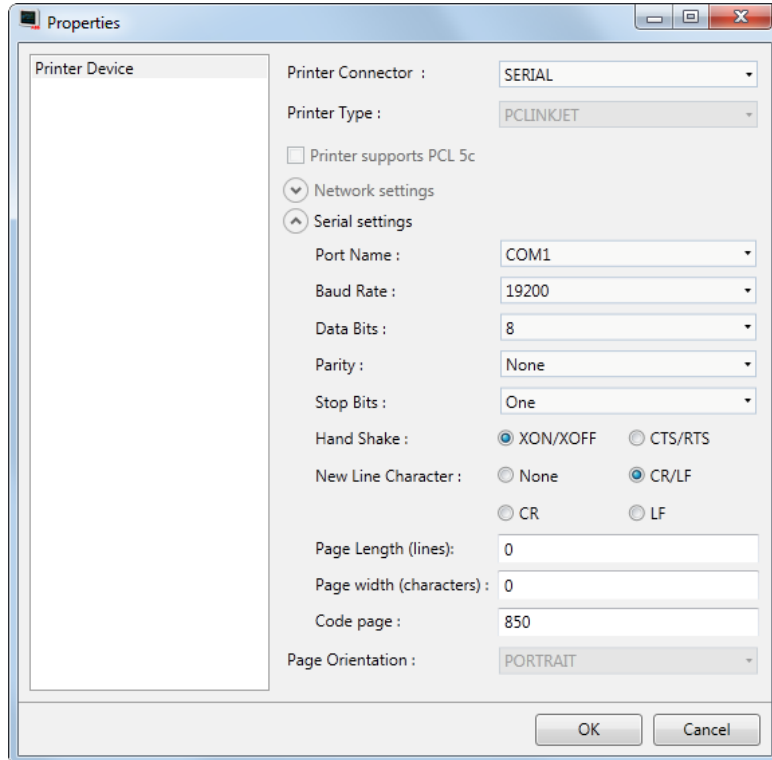 Properties
Printer Device
Printer Connector : SERIAL
Printer Type : PCLINKJET
Printer supports PCL 5c
Network settings
Serial settings
Port Name : COM1
Baud Rate : 19200
Data Bits : 8
Parity : None
Stop Bits : One
Hand Shake : XON/XOFF CTS/RTS
New Line Character : None CR/LF
CR LF
Page Length (lines): 0
Page width (characters) : 0
Code page : 850
Page Orientation : PORTRAIT
OK Cancel